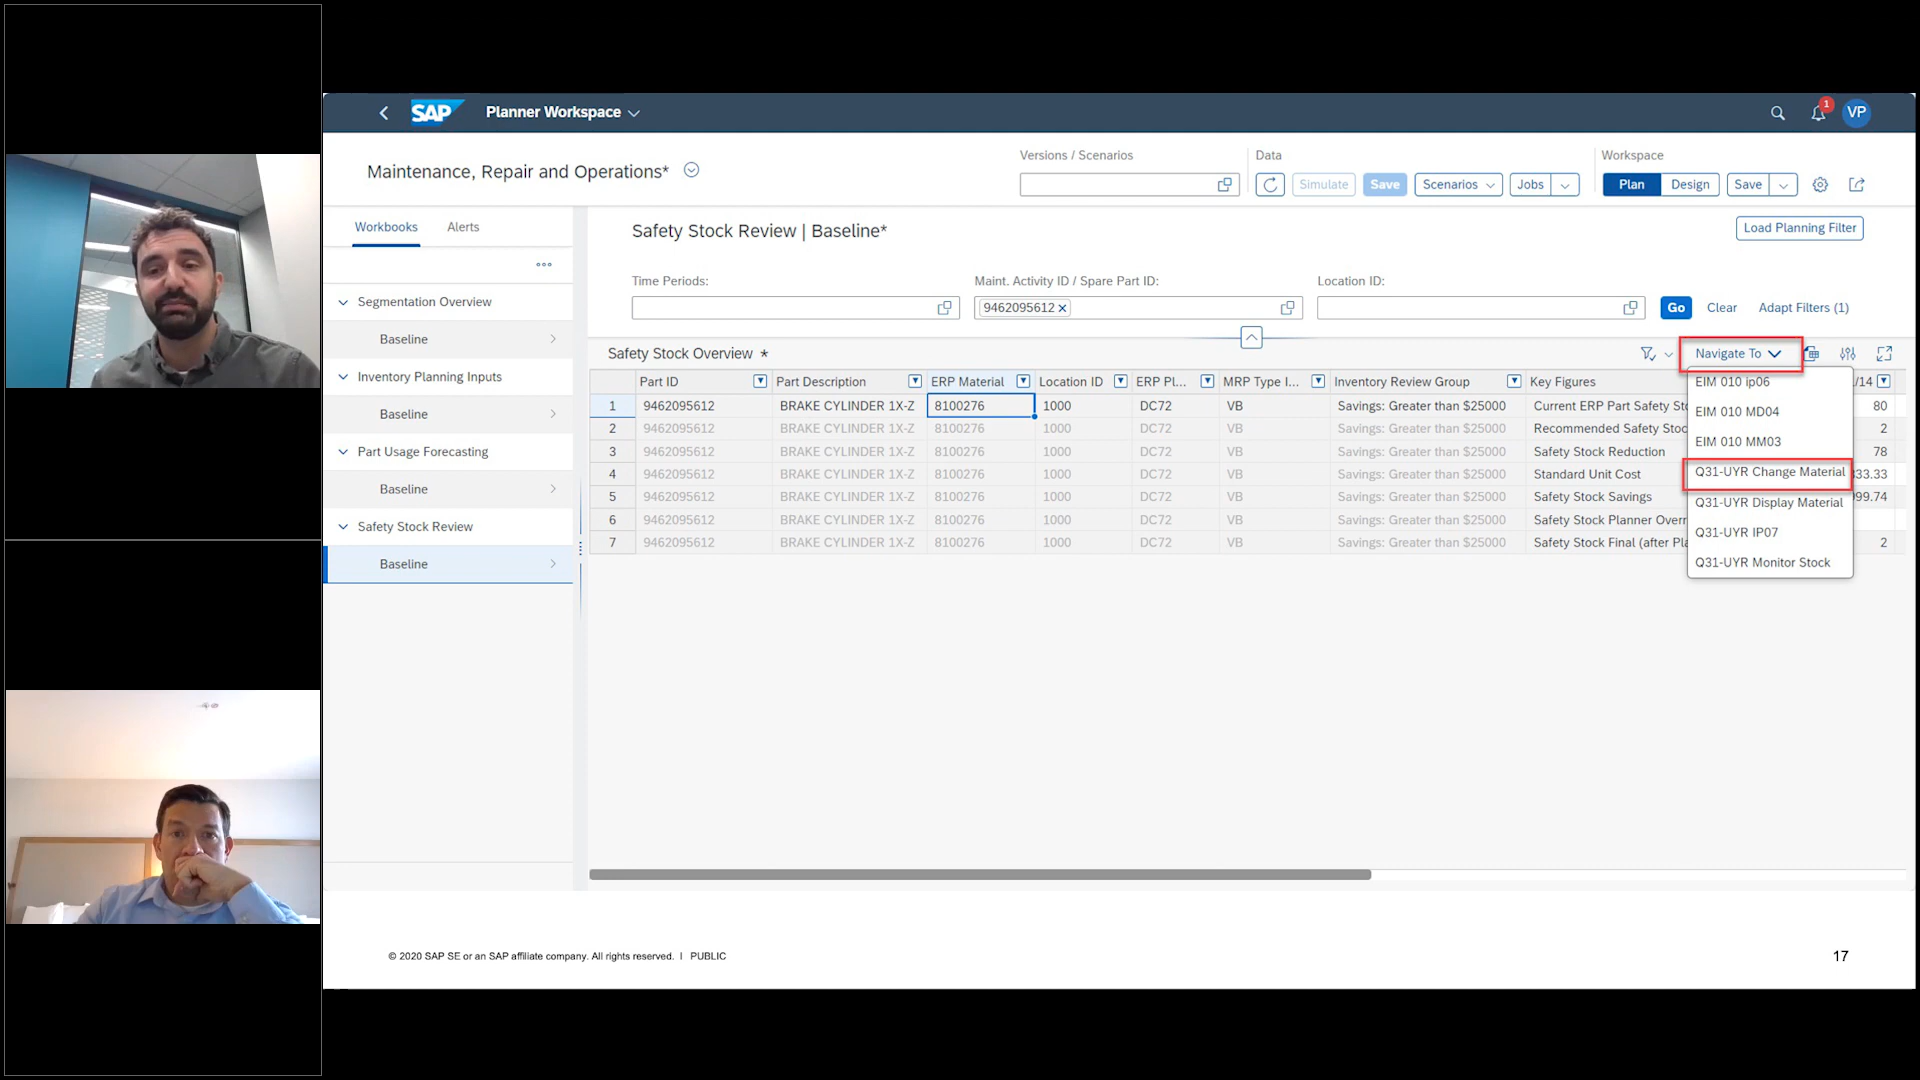 SAP Planner Workspace 1 VP
Maintenance, Repair and Operations*
Versions / Scenarios
Data
Simulate Save Scenarios Jobs
Workspace
Plan Design Save
Workbooks Alerts
Segmentation Overview
Baseline
Inventory Planning Inputs
Baseline
Part Usage Forecasting
Baseline
Safety Stock Review
Baseline
Safety Stock Review | Baseline*
Load Planning Filter
Time Periods: Maint. Activity ID / Spare Part ID: Location ID:
9462095612 Go Clear Adapt Filters (1)
Safety Stock Overview *
Navigate To
Part ID Part Description ERP Material Location ID ERP Pl... MRP Type I... Inventory Review Group Key Figures /14
1 9462095612 BRAKE CYLINDER 1X-Z 8100276 1000 DC72 VB Savings: Greater than $25000 Current ERP Part Safety Sto 80
2 9462095612 BRAKE CYLINDER 1X-Z 8100276 1000 DC72 VB Savings: Greater than $25000 Recommended Safety Stoc 2
3 9462095612 BRAKE CYLINDER 1X-Z 8100276 1000 DC72 VB Savings: Greater than $25000 Safety Stock Reduction 78
4 9462095612 BRAKE CYLINDER 1X-Z 8100276 1000 DC72 VB Savings: Greater than $25000 Standard Unit Cost 333.33
5 9462095612 BRAKE CYLINDER 1X-Z 8100276 1000 DC72 VB Savings: Greater than $25000 Safety Stock Savings 999.74
6 9462095612 BRAKE CYLINDER 1X-Z 8100276 1000 DC72 VB Savings: Greater than $25000 Safety Stock Planner Overr
7 9462095612 BRAKE CYLINDER 1X-Z 8100276 1000 DC72 VB Savings: Greater than $25000 Safety Stock Final (after Pla 2
EIM 010 ip06
EIM 010 MD04
EIM 010 MM03
Q31-UYR Change Material
Q31-UYR Display Material
Q31-UYR IP07
Q31-UYR Monitor Stock
© 2020 SAP SE or an SAP affiliate company. All rights reserved. | PUBLIC
17